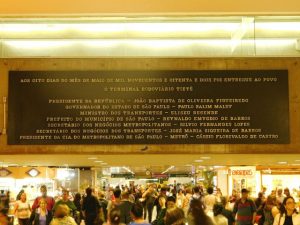 AOS OITO DIAS DO MÊS DE MAIO DE MIL NOVECENTOS E OITENTA E DOIS FOI ENTREGUE AO POVO
O TERMINAL RODOVIÁRIO TIETÊ
PRESIDENTE DA REPÚBLICA - JOÃO BAPTISTA DE OLIVEIRA FIGUEIREDO
GOVERNADOR DO ESTADO DE SÃO PAULO - PAULO SALIM MALUF
MINISTRO DOS TRANSPORTES - ELISEU RESENDE
PREFEITO DO MUNICÍPIO DE SÃO PAULO - REYNALDO EMYGDIO DE BARROS
SECRETÁRIO DOS NEGÓCIOS METROPOLITANOS - SILVIO FERNANDES LOPES
SECRETÁRIO DOS NEGÓCIOS DOS TRANSPORTES - JOSÉ MARIA SIQUEIRA DE BARROS
PRESIDENTE DA CIA DO METROPOLITANO DE SÃO PAULO - METRÔ - CÁSSIO FLORIVALDO DE CASTRO